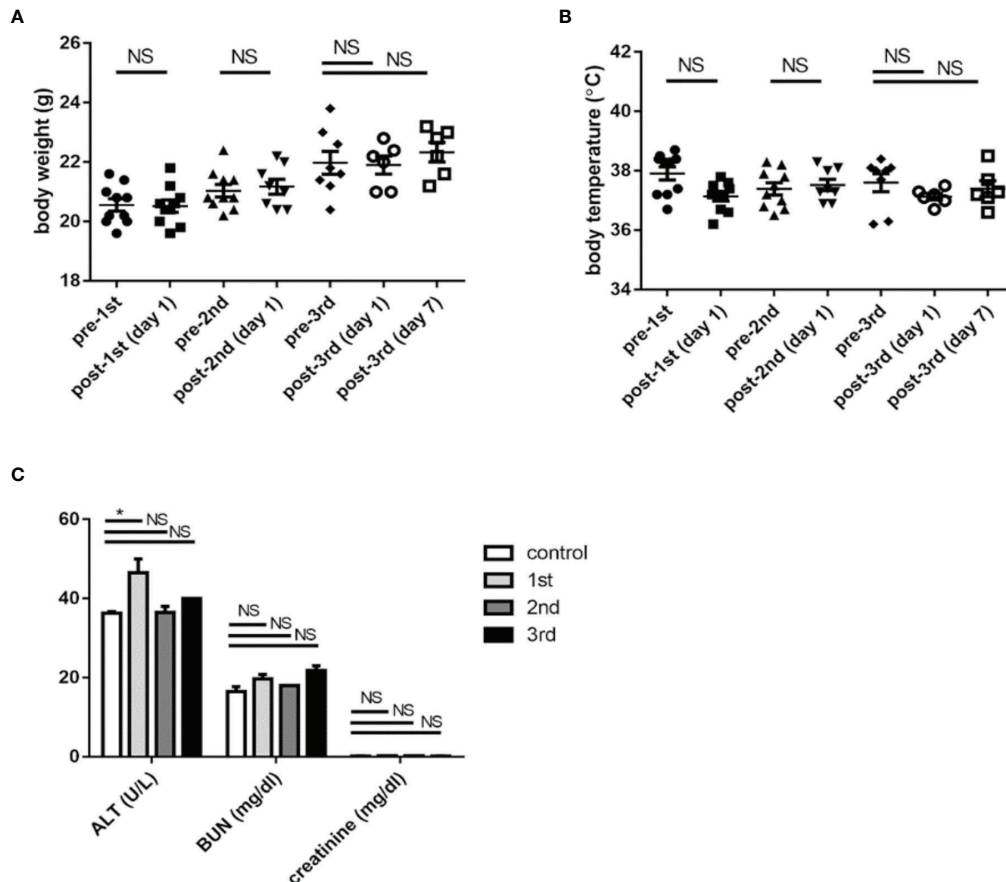 A
body weight (g)
26
24
22
20
18
NS
NS
NS
NS
pre-1st
post-1st (day 1)
pre-2nd
post-2nd (day 1)
pre-3rd
post-3rd (day 1)
post-3rd (day 7)
B
body temperature (°C)
42
40
38
36
34
NS
NS
NS
NS
pre-1st
post-1st (day 1)
pre-2nd
post-2nd (day 1)
pre-3rd
post-3rd (day 1)
post-3rd (day 7)
C
60
40
20
0
* NS
NS
NS
NS
NS
NS
NS
NS
ALT (U/L)
BUN (mg/dl)
creatinine (mg/dl)
control
1st
2nd
3rd